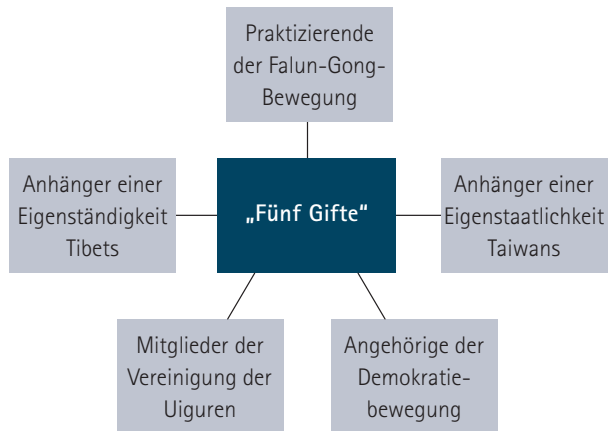 Praktizierende
der Falun-Gong-
Bewegung
Anhänger einer
Eigenständigkeit
Tibets
„Fünf Gifte“
Anhänger einer
Eigenstaatlichkeit
Taiwans
Mitglieder der
Vereinigung der
Uiguren
Angehörige der
Demokratie-
bewegung